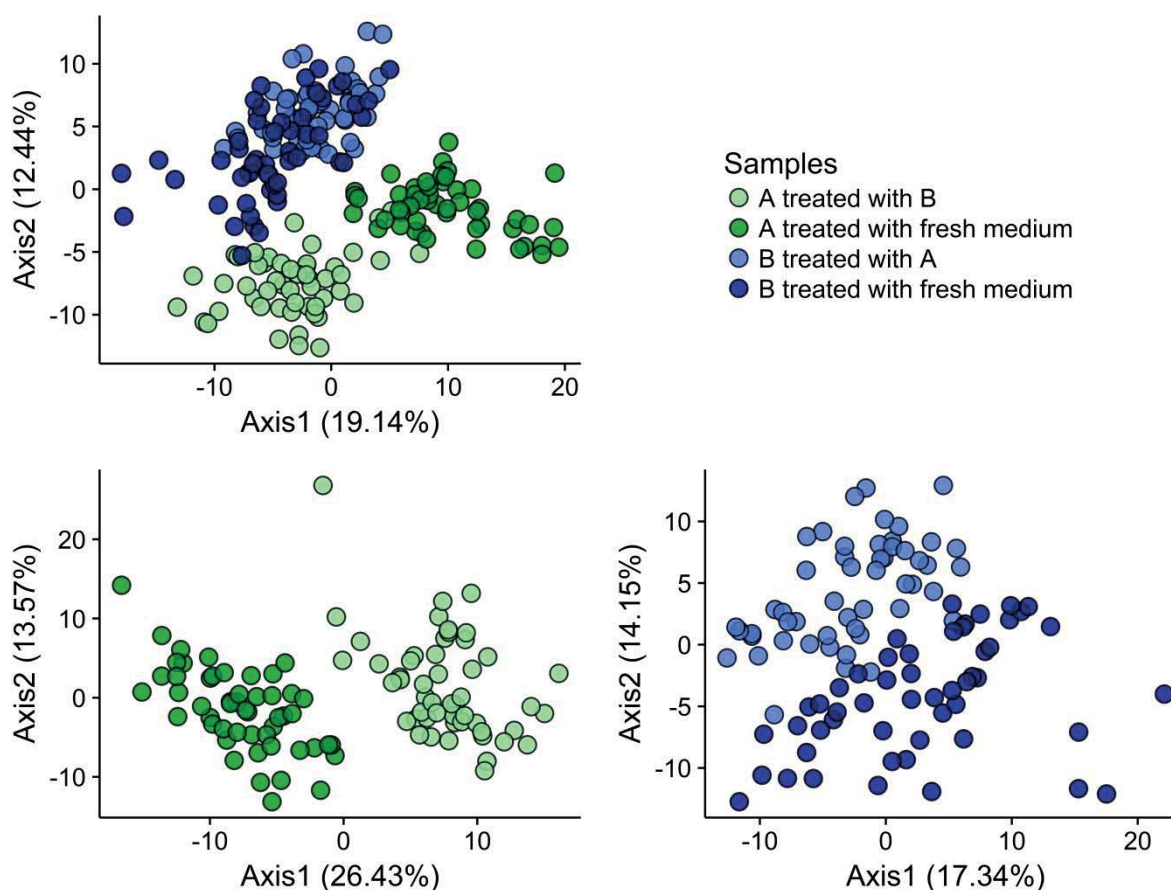 10
5
0
-5
-10
Axis2 (12.44%)
-10
0
10
20
Axis1 (19.14%)
Samples
A treated with B
A treated with fresh medium
B treated with A
B treated with fresh medium
20
10
0
-10
Axis2 (13.57%)
-10
0
10
Axis1 (26.43%)
10
5
0
-5
-10
Axis2 (14.15%)
-10
0
10
20
Axis1 (17.34%)